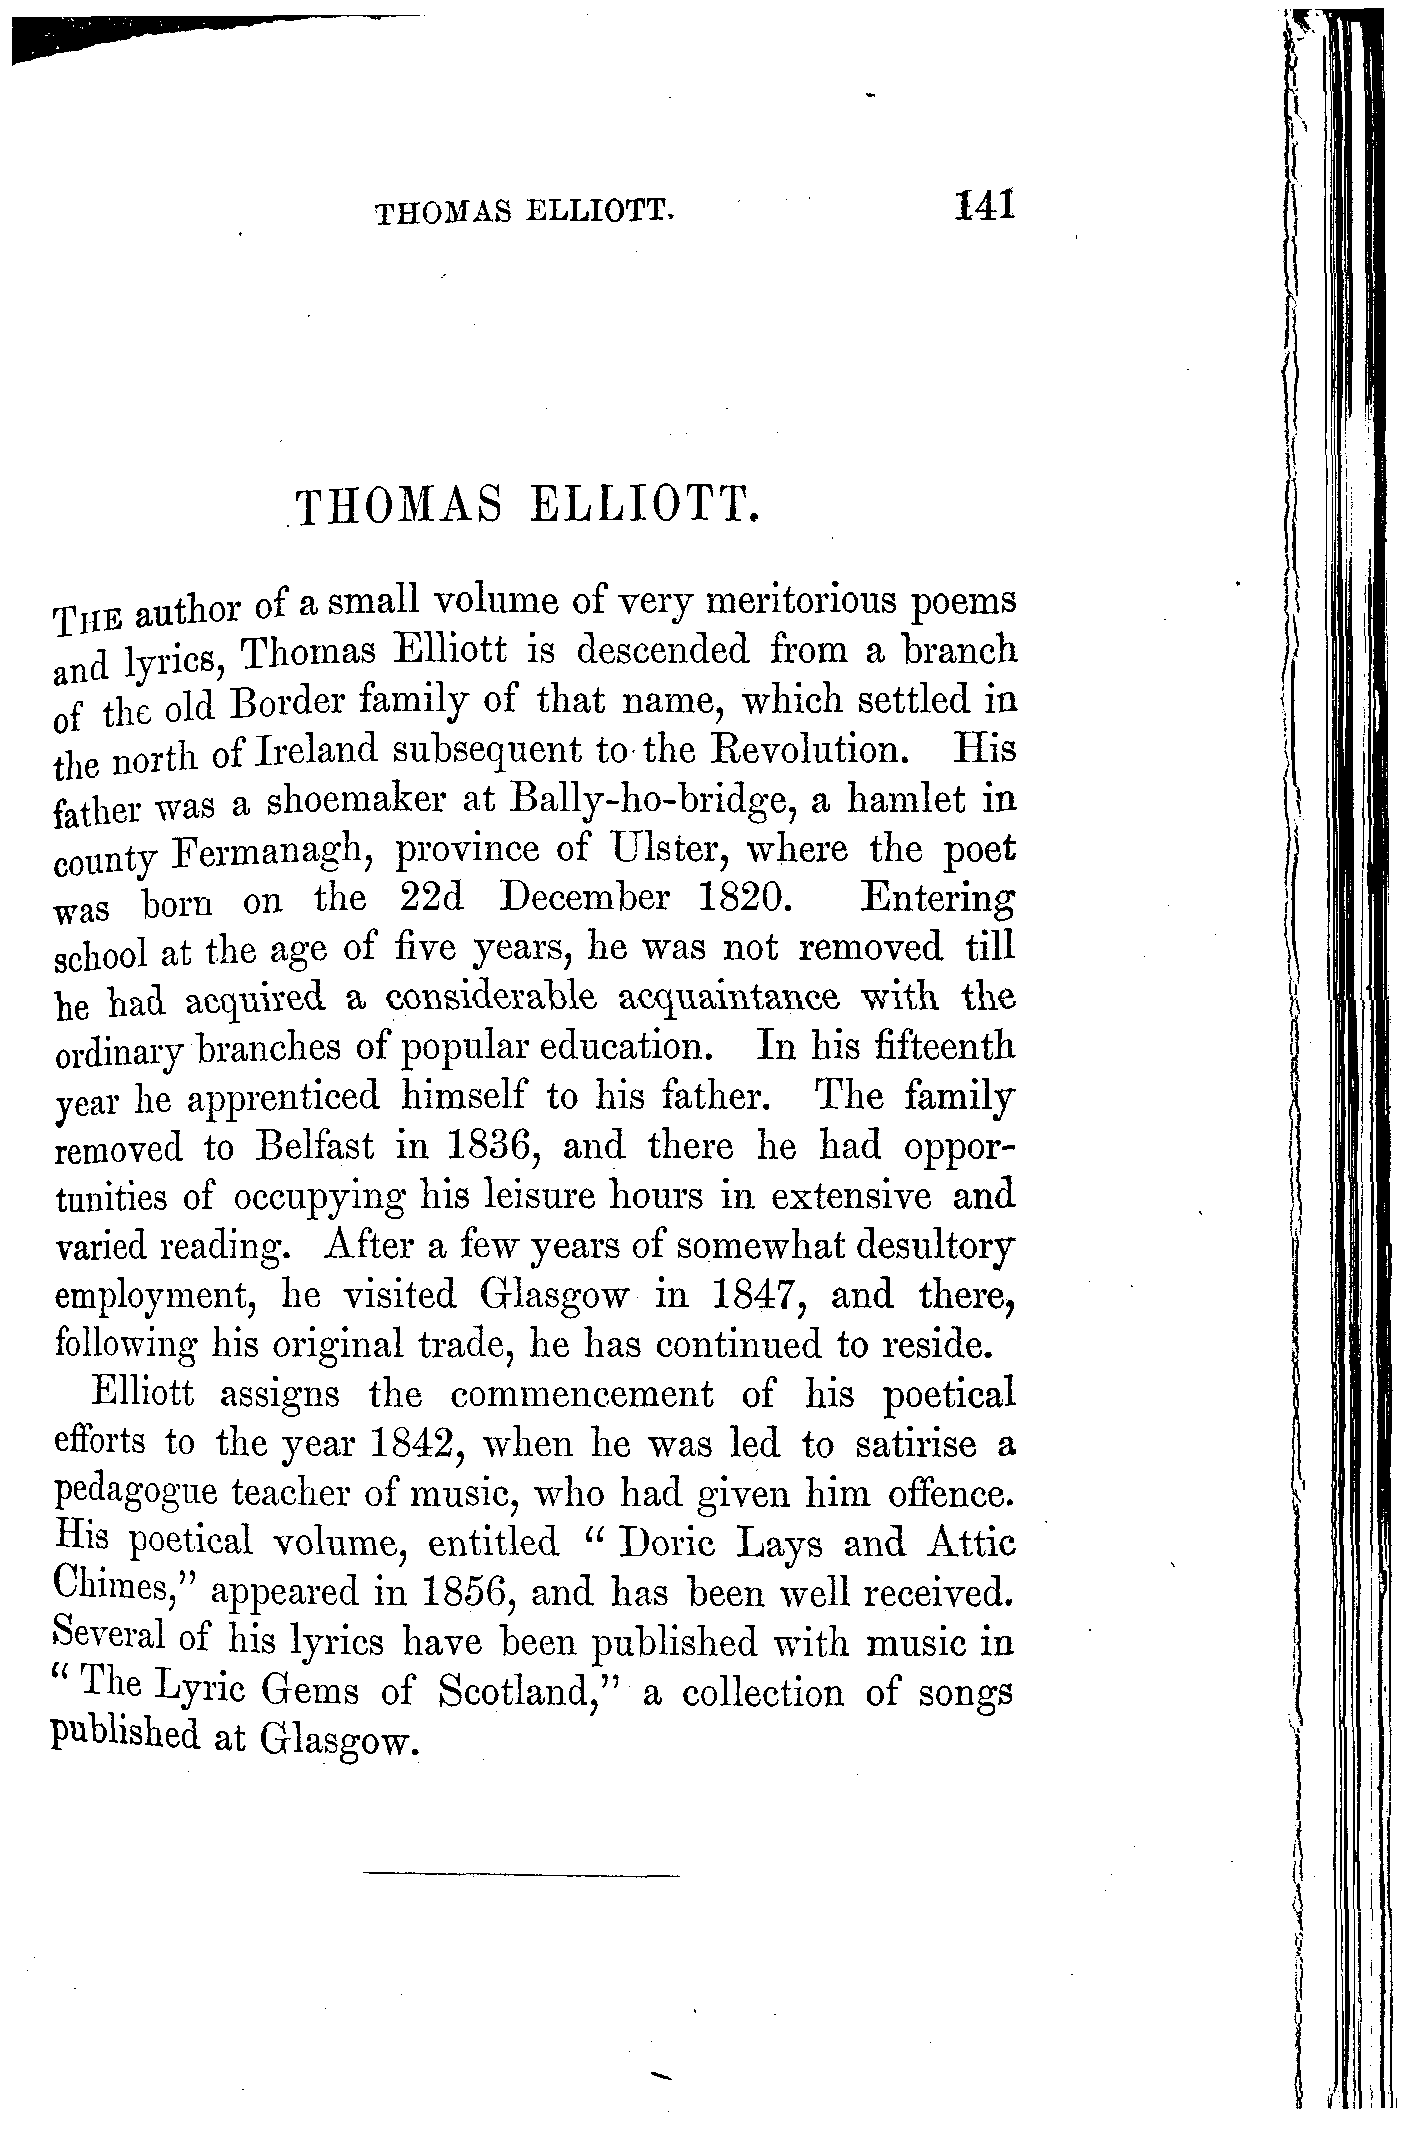 THOMAS ELLIOTT. 141
THOMAS ELLIOTT.
THE author of a small volume of very meritorious poems
and lyrics, Thomas Elliott is descended from a branch
of the old Border family of that name, which settled in
the north of Ireland subsequent to the Revolution. His
father was a shoemaker at Bally-ho-bridge, a hamlet in
county Fermanagh, province of Ulster, where the poet
was born on the 22d December 1820. Entering
school at the age of five years, he was not removed till
he had acquired a considerable acquaintance with the
ordinary branches of popular education. In his fifteenth
year he apprenticed himself to his father. The family
removed to Belfast in 1836, and there he had oppor-
tunities of occupying his leisure hours in extensive and
varied reading. After a few years of somewhat desultory
employment, he visited Glasgow in 1847, and there,
following his original trade, he has continued to reside.
Elliott assigns the commencement of his poetical
efforts to the year 1842, when he was led to satirise a
pedagogue teacher of music, who had given him offence.
His poetical volume, entitled “ Doric Lays and Attic
Chimes,” appeared in 1856, and has been well received.
Several of his lyrics have been published with music in
“ The Lyric Gems of Scotland,” a collection of songs
published at Glasgow.